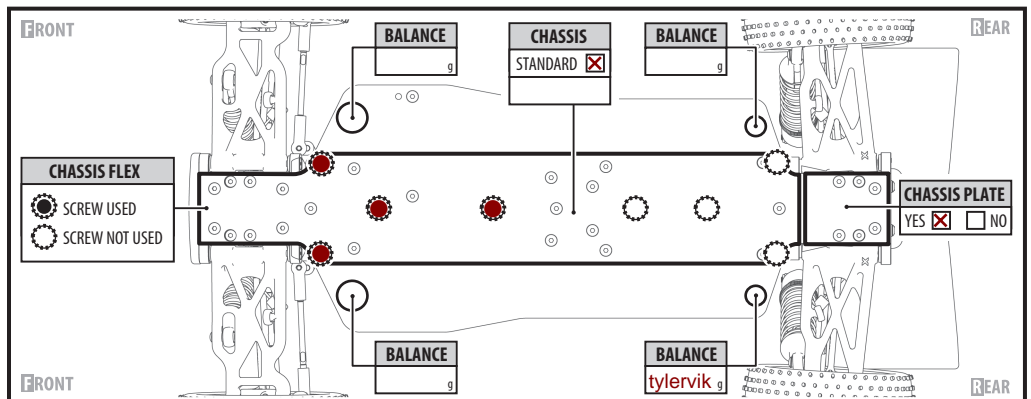 FRONT
REAR
BALANCE
g
CHASSIS
STANDARD
BALANCE
g
CHASSIS FLEX
SCREW USED
SCREW NOT USED
CHASSIS PLATE
YES NO
BALANCE
g
BALANCE
tylervik g
FRONT
REAR